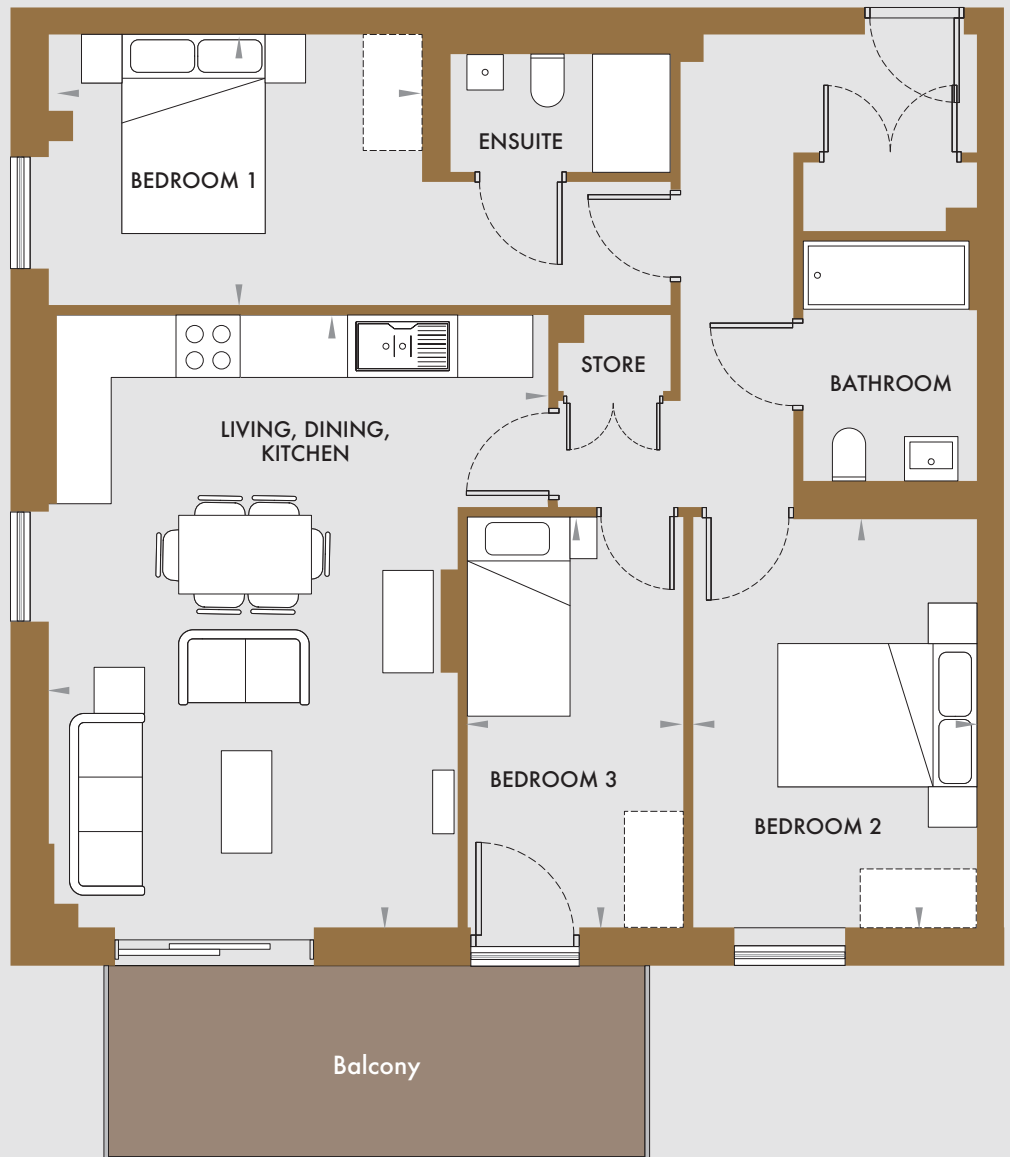 ENSUITE
BEDROOM 1
STORE
BATHROOM
LIVING, DINING,
KITCHEN
BEDROOM 3
BEDROOM 2
Balcony